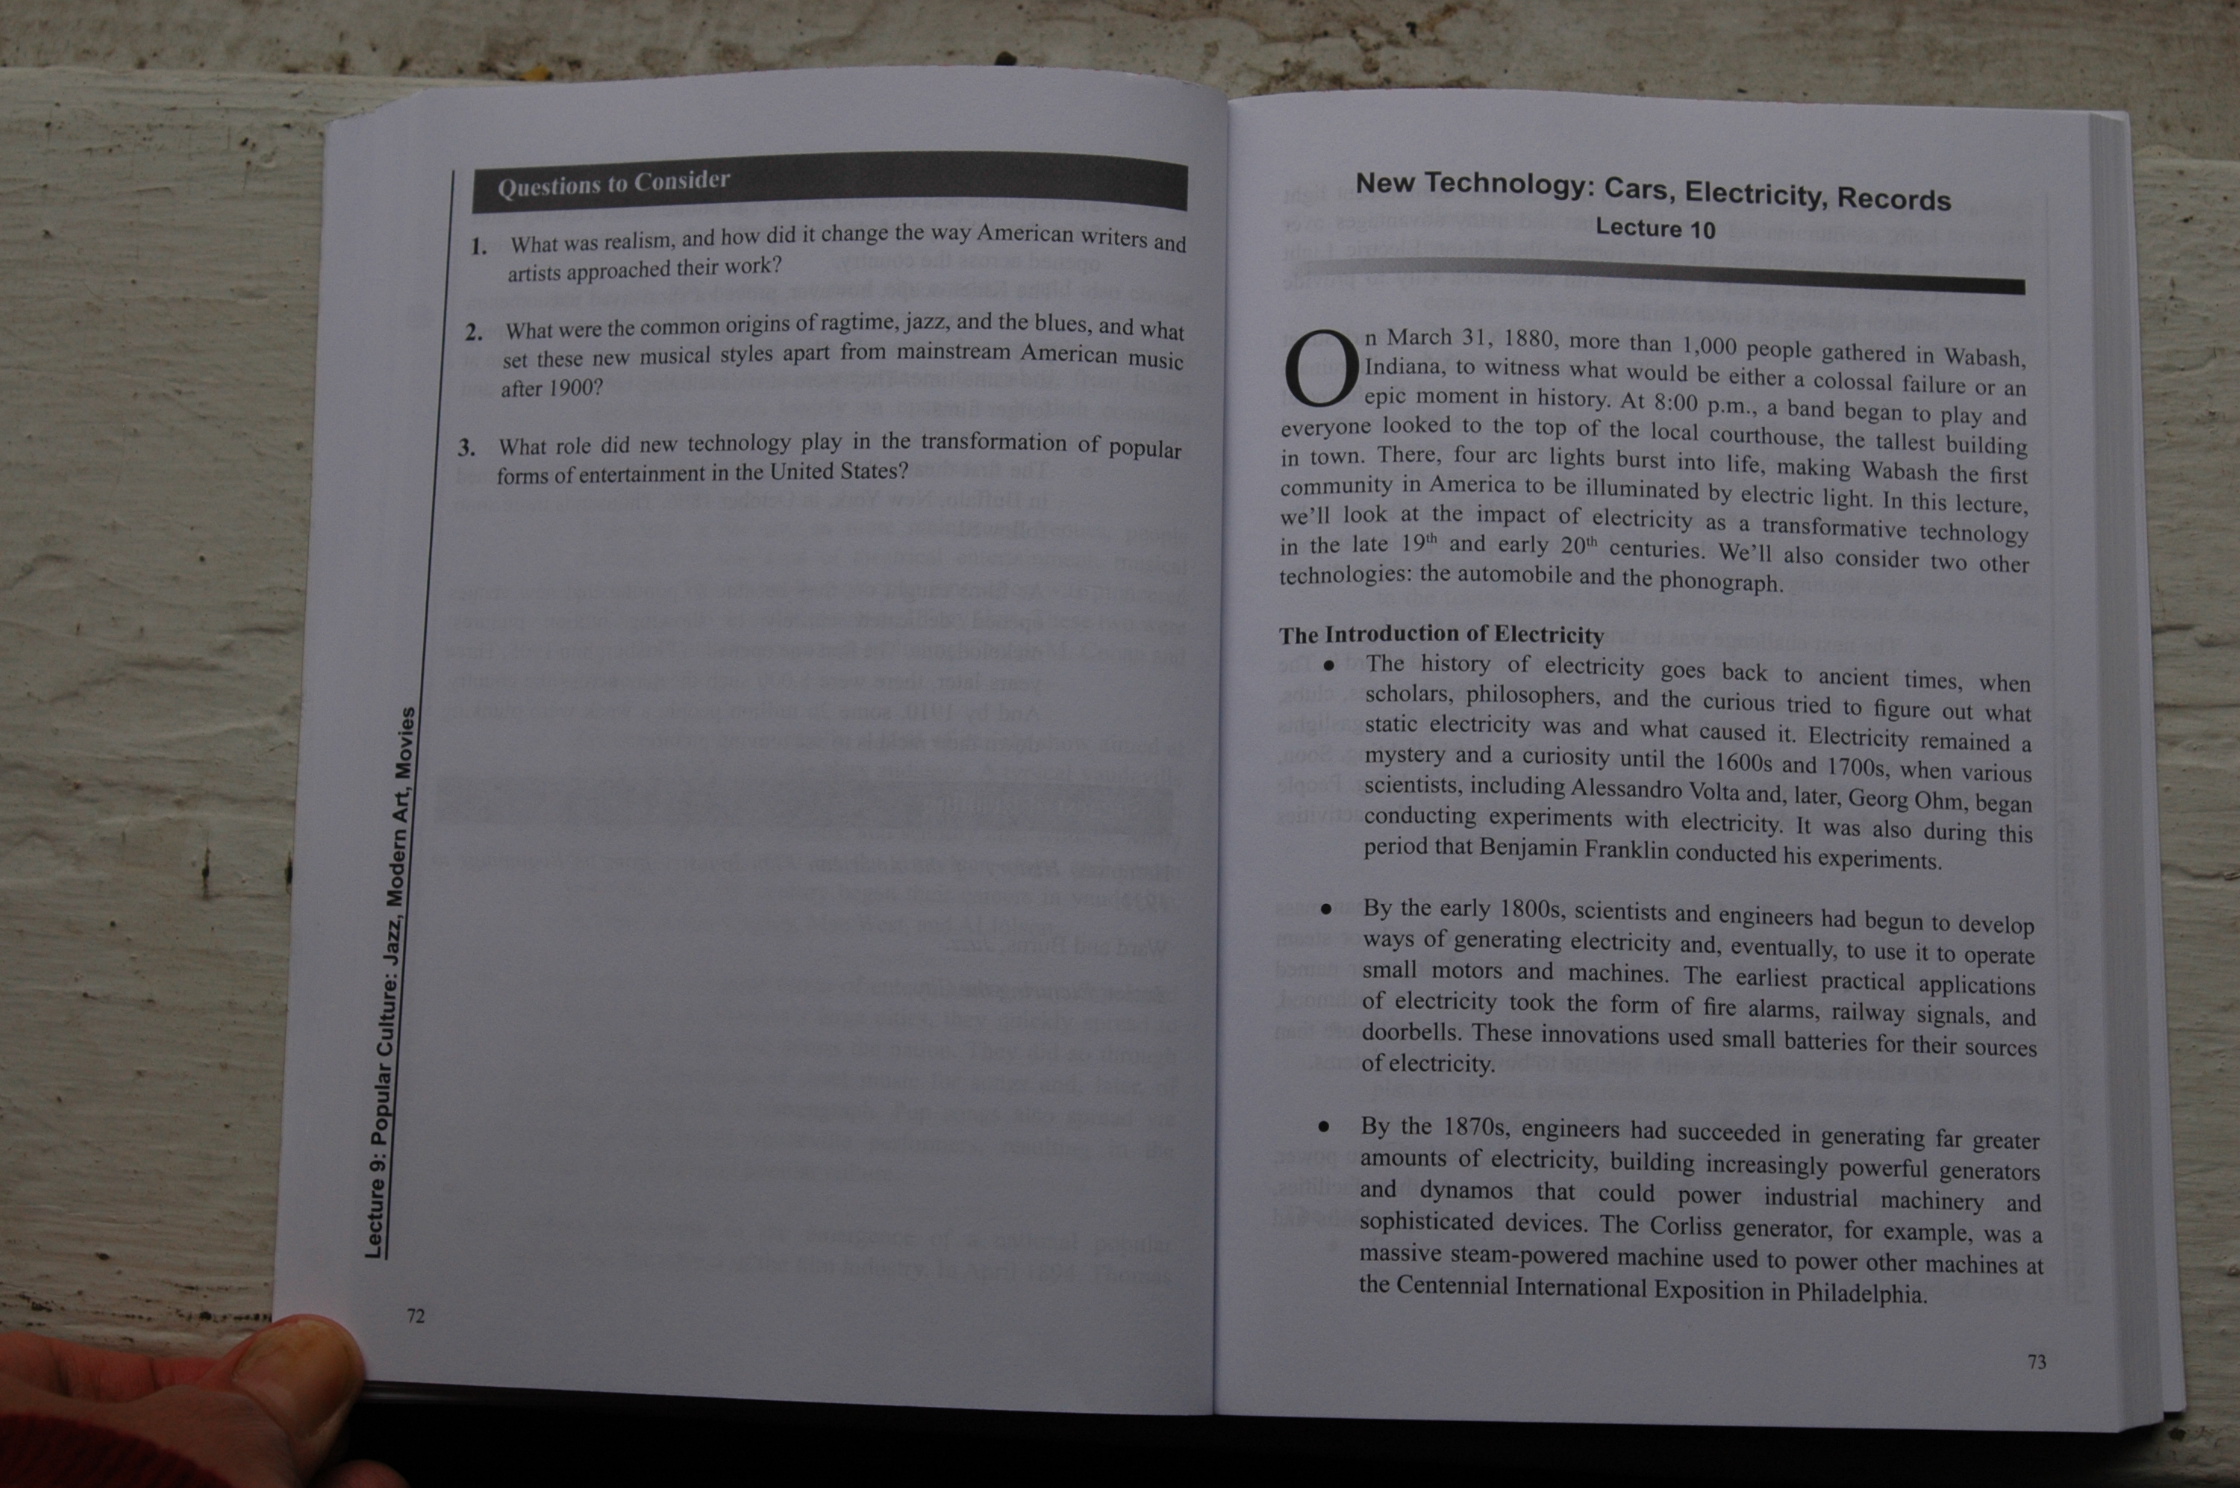 Questions to Consider
1. What was realism, and how did it change the way American writers and
artists approached their work?
2. What were the common origins of ragtime, jazz, and the blues, and what
set these new musical styles apart from mainstream American music
after 1900?
3. What role did new technology play in the transformation of popular
forms of entertainment in the United States?
Lecture 9: Popular Culture: Jazz, Modern Art, Movies
72
New Technology: Cars, Electricity, Records
Lecture 10
On March 31, 1880, more than 1,000 people gathered in Wabash,
Indiana, to witness what would be either a colossal failure or an
epic moment in history. At 8:00 p.m., a band began to play and
everyone looked to the top of the local courthouse, the tallest building
in town. There, four arc lights burst into life, making Wabash the first
community in America to be illuminated by electric light. In this lecture,
we'll look at the impact of electricity as a transformative technology
in the late 19th and early 20th centuries. We'll also consider two other
technologies: the automobile and the phonograph.
The Introduction of Electricity
• The history of electricity goes back to ancient times, when
scholars, philosophers, and the curious tried to figure out what
static electricity was and what caused it. Electricity remained a
mystery and a curiosity until the 1600s and 1700s, when various
scientists, including Alessandro Volta and, later, Georg Ohm, began
conducting experiments with electricity. It was also during this
period that Benjamin Franklin conducted his experiments.
• By the early 1800s, scientists and engineers had begun to develop
ways of generating electricity and, eventually, to use it to operate
small motors and machines. The earliest practical applications
of electricity took the form of fire alarms, railway signals, and
doorbells. These innovations used small batteries for their sources
of electricity.
• By the 1870s, engineers had succeeded in generating far greater
amounts of electricity, building increasingly powerful generators
and dynamos that could power industrial machinery and
sophisticated devices. The Corliss generator, for example, was a
massive steam-powered machine used to power other machines at
the Centennial International Exposition in Philadelphia.
73